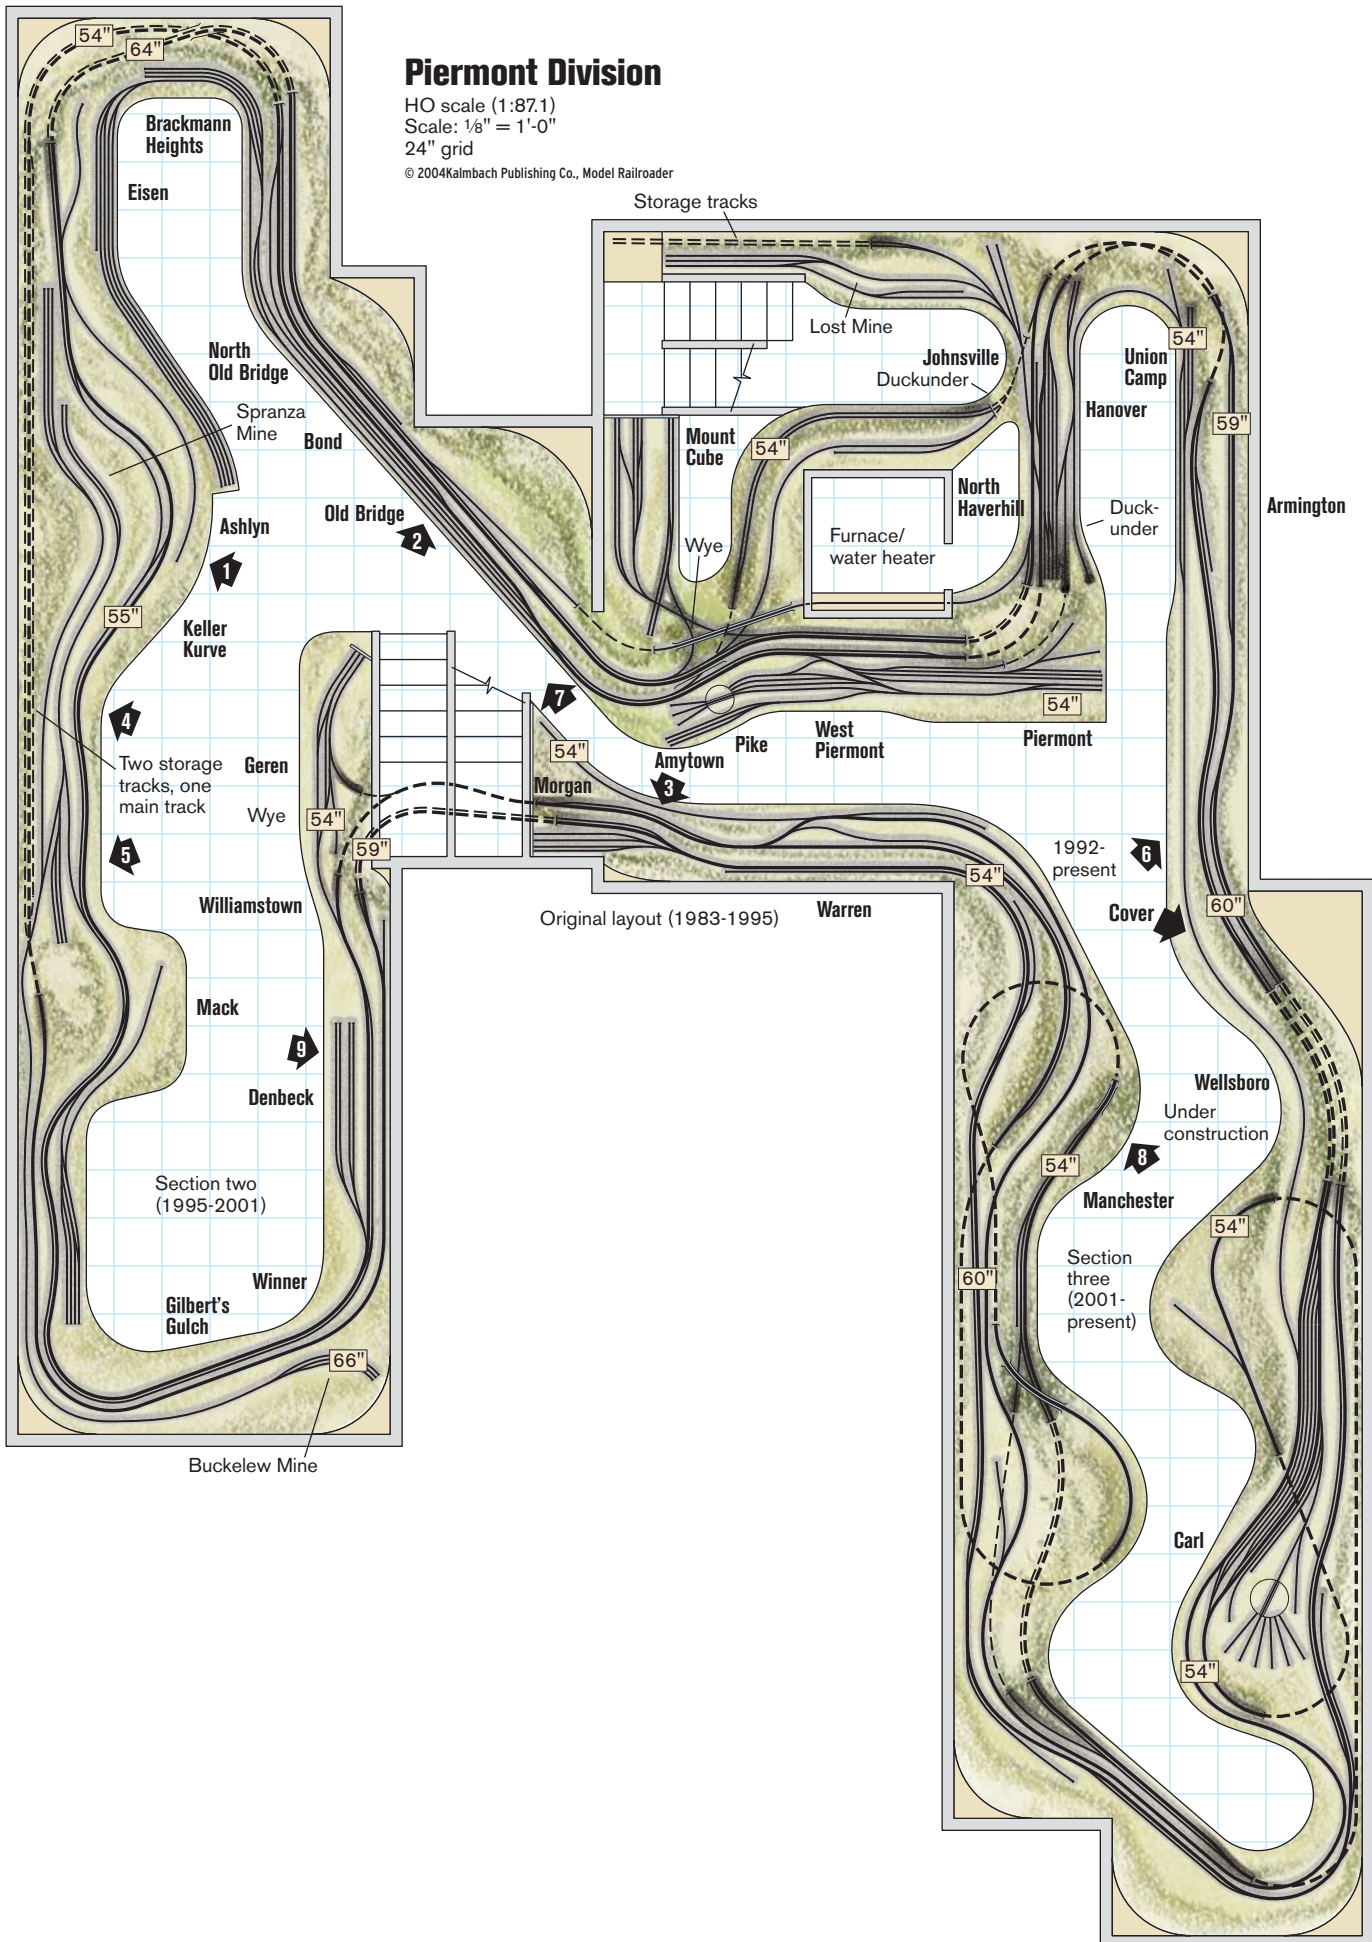 Piermont Division
HO scale (1:87.1)
Scale: 1/8" = 1'-0"
24" grid
© 2004Kalmbach Publishing Co., Model Railroader
54"
64"
Brackmann
Heights
Eisen
North
Old Bridge
Spranza
Mine
Bond
Old Bridge
2
Ashlyn
1
55"
Keller
Kurve
4
Two storage
tracks, one
main track
5
Geren
Wye
54"
59"
Williamstown
Mack
9
Denbeck
Section two
(1995-2001)
Winner
Gilbert's
Gulch
66"
Buckelew Mine
Storage tracks
Lost Mine
Johnsville
Duckunder
Union
Camp
54"
Hanover
59"
Mount
Cube
54"
North
Haverhill
Duck-
under
Armington
Furnace/
water heater
Wye
7
54"
Morgan
Amytown
3
Pike
West
Piermont
54"
Piermont
1992-
present
6
54"
Cover
60"
Original layout (1983-1995)
Warren
Wellsboro
Under
construction
8
54"
Manchester
54"
Section
three
(2001-
present)
60"
Carl
54"